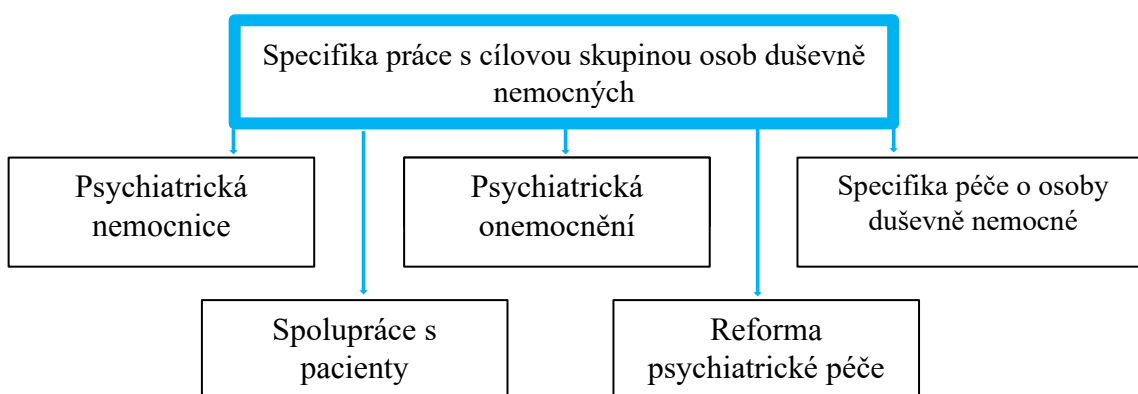 Specifika práce s cílovou skupinou osob duševně
nemocných
Psychiatrická
nemocnice
Psychiatrická
onemocnění
Specifika péče o osoby
duševně nemocné
Spolupráce s
pacienty
Reforma
psychiatrické péče